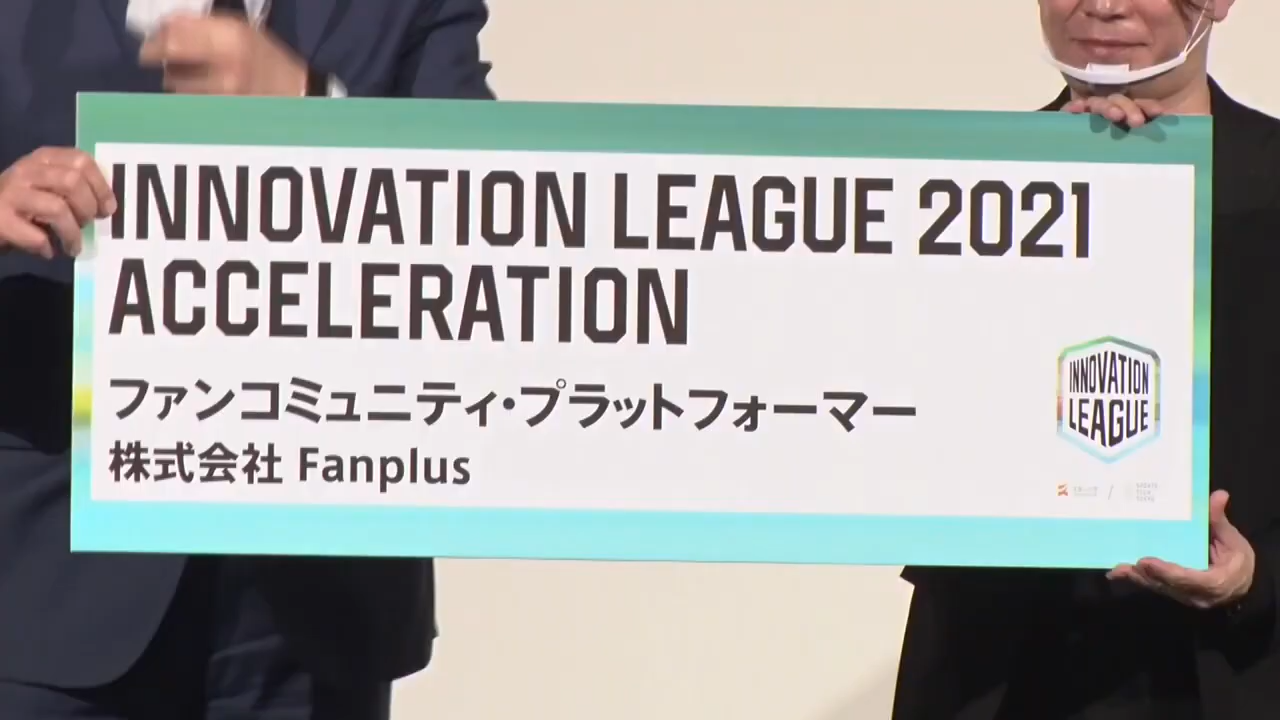 INNOVATION LEAGUE 2021
ACCELERATION
ファンコミュニティ・プラットフォーマー
株式会社 Fanplus
INNOVATION
LEAGUE
/